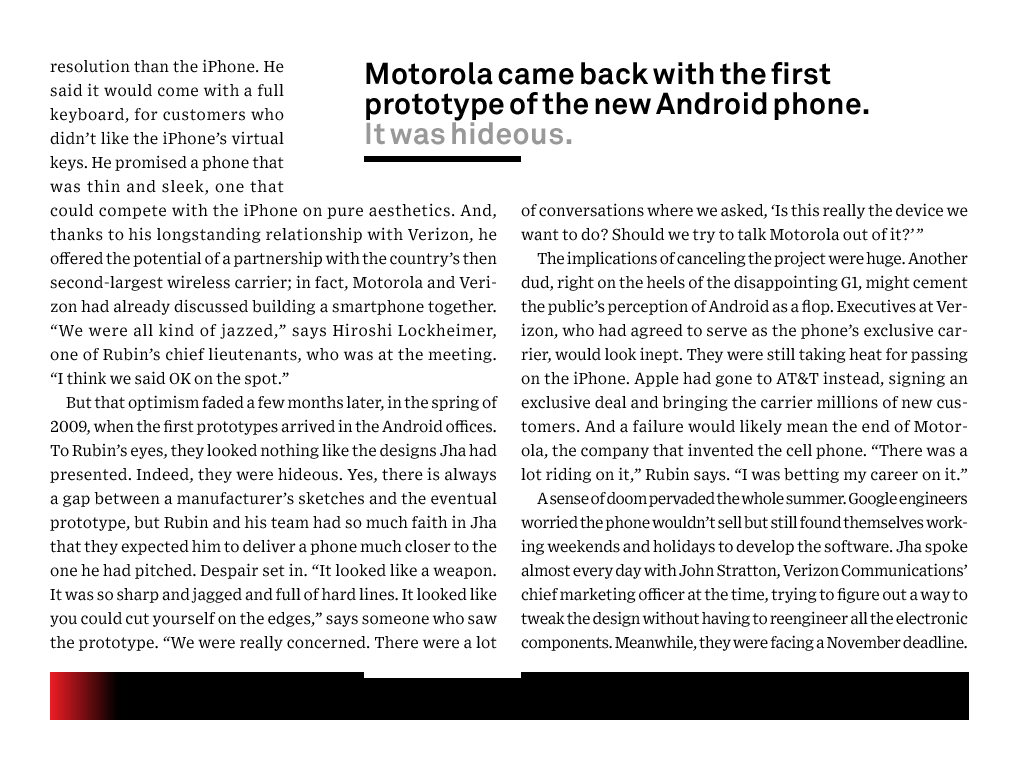 resolution than the iPhone. He
said it would come with a full
keyboard, for customers who
didn’t like the iPhone’s virtual
keys. He promised a phone that
was thin and sleek, one that
could compete with the iPhone on pure aesthetics. And,
thanks to his longstanding relationship with Verizon, he
offered the potential of a partnership with the country’s then
second-largest wireless carrier; in fact, Motorola and Veri-
zon had already discussed building a smartphone together.
“We were all kind of jazzed,” says Hiroshi Lockheimer,
one of Rubin’s chief lieutenants, who was at the meeting.
“I think we said OK on the spot.”
But that optimism faded a few months later, in the spring of
2009, when the first prototypes arrived in the Android offices.
To Rubin’s eyes, they looked nothing like the designs Jha had
presented. Indeed, they were hideous. Yes, there is always
a gap between a manufacturer’s sketches and the eventual
prototype, but Rubin and his team had so much faith in Jha
that they expected him to deliver a phone much closer to the
one he had pitched. Despair set in. “It looked like a weapon.
It was so sharp and jagged and full of hard lines. It looked like
you could cut yourself on the edges,” says someone who saw
the prototype. “We were really concerned. There were a lot
Motorola came back with the first
prototype of the new Android phone.
It was hideous.
of conversations where we asked, ‘Is this really the device we
want to do? Should we try to talk Motorola out of it?’ ”
The implications of canceling the project were huge. Another
dud, right on the heels of the disappointing G1, might cement
the public’s perception of Android as a flop. Executives at Ver-
izon, who had agreed to serve as the phone’s exclusive car-
rier, would look inept. They were still taking heat for passing
on the iPhone. Apple had gone to AT&T instead, signing an
exclusive deal and bringing the carrier millions of new cus-
tomers. And a failure would likely mean the end of Motor-
ola, the company that invented the cell phone. “There was a
lot riding on it,” Rubin says. “I was betting my career on it.”
A sense of doom pervaded the whole summer. Google engineers
worried the phone wouldn’t sell but still found themselves work-
ing weekends and holidays to develop the software. Jha spoke
almost every day with John Stratton, Verizon Communications’
chief marketing officer at the time, trying to figure out a way to
tweak the design without having to reengineer all the electronic
components. Meanwhile, they were facing a November deadline.